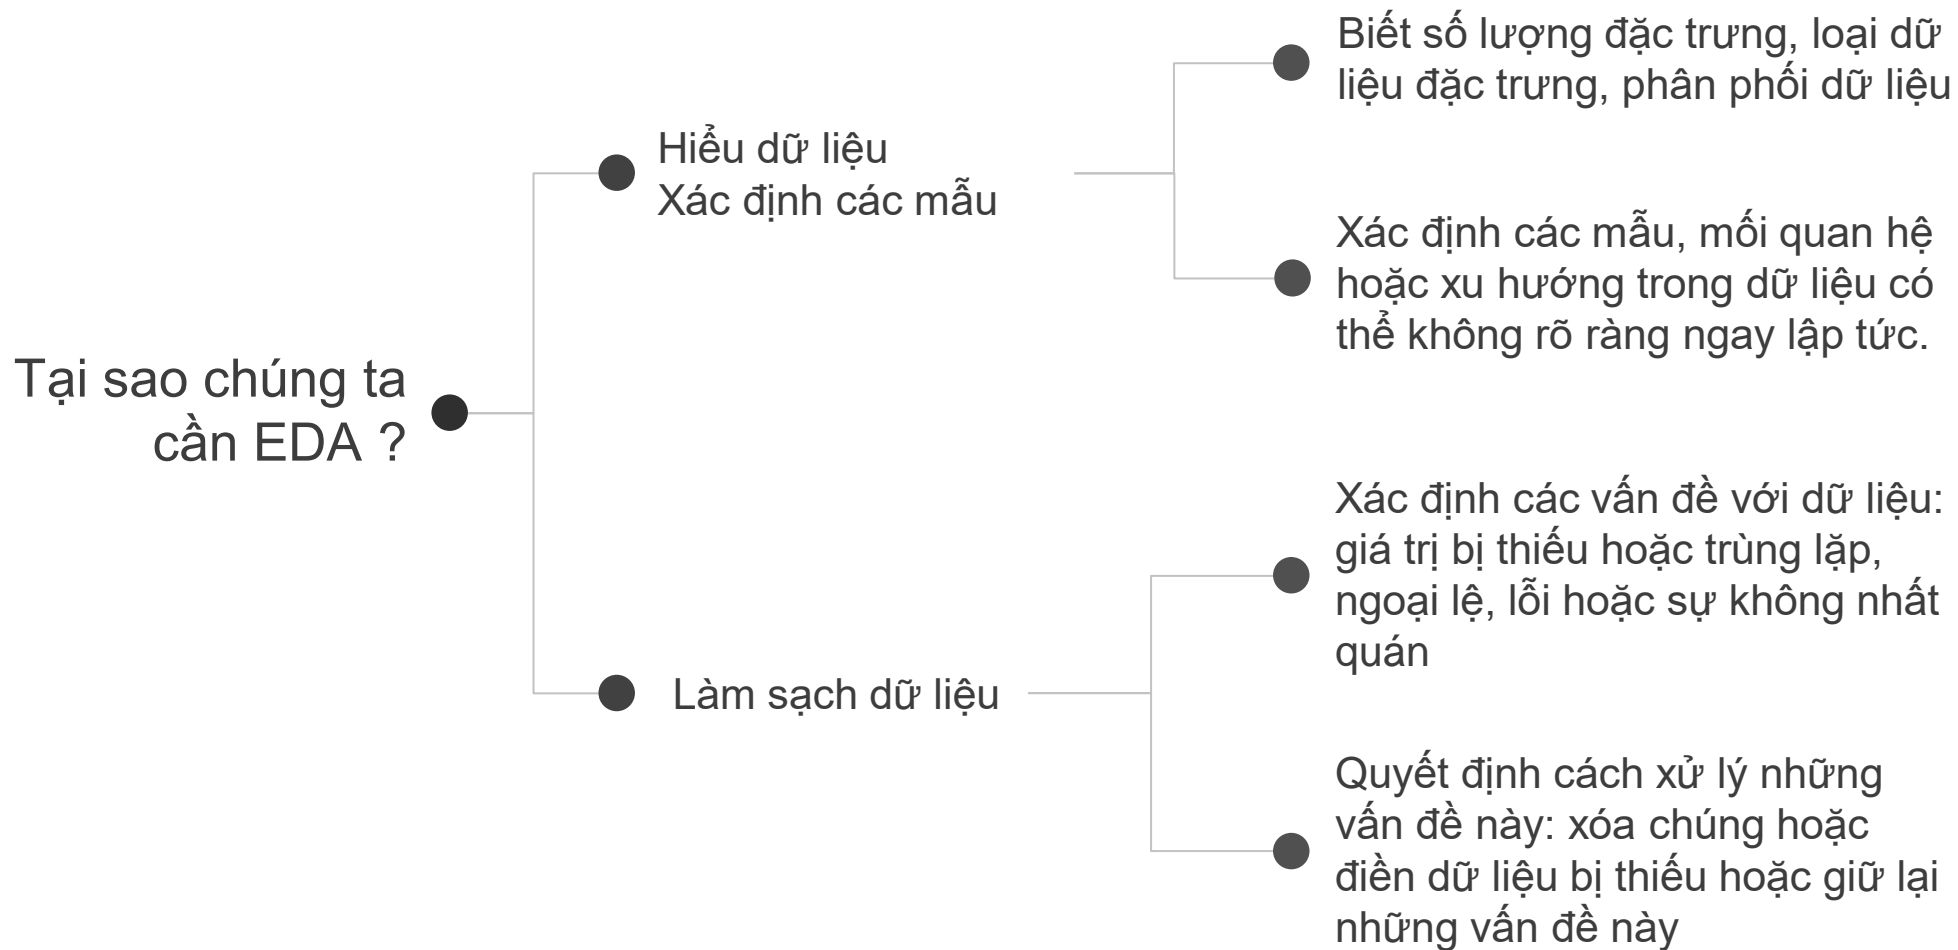 Tại sao chúng ta
cần EDA ?
Hiểu dữ liệu
Xác định các mẫu
Biết số lượng đặc trưng, loại dữ
liệu đặc trưng, phân phối dữ liệu
Xác định các mẫu, mối quan hệ
hoặc xu hướng trong dữ liệu có
thể không rõ ràng ngay lập tức.
Làm sạch dữ liệu
Xác định các vấn đề với dữ liệu:
giá trị bị thiếu hoặc trùng lặp,
ngoại lệ, lỗi hoặc sự không nhất
quán
Quyết định cách xử lý những
vấn đề này: xóa chúng hoặc
điền dữ liệu bị thiếu hoặc giữ lại
những vấn đề này